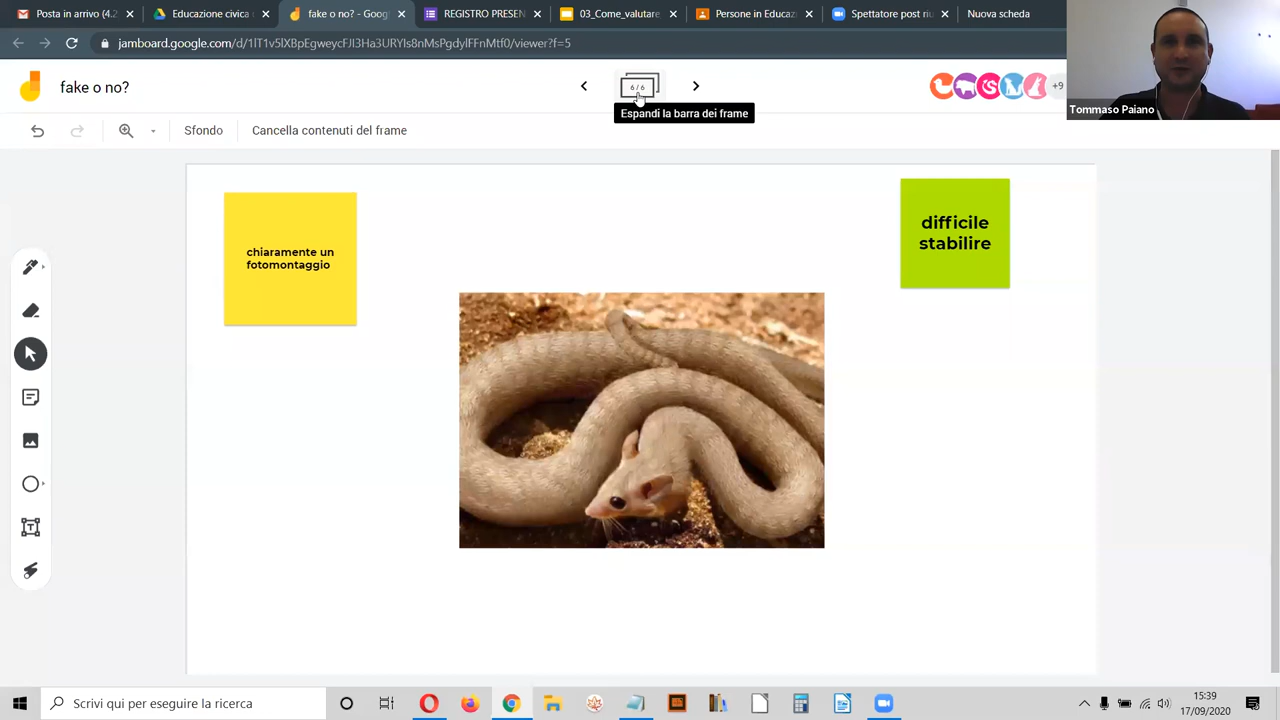 Posta in arrivo (4.2
Educazione civica
fake o no? - Goog
REGISTRO PRESEN
03_Come_valutare
Persone in Educaz
Spettatore post riu
Nuova scheda
jamboard.google.com/d/1lT1v5lXBpEgweycFJI3Ha3URYls8nMsPgdylFFnMtf0/viewer?f=5
fake o no?
6 / 6
+9
Espandi la barra dei frame
Tommaso Paiano
Sfondo
Cancella contenuti del frame
chiaramente un
fotomontaggio
difficile
stabilire
Scrivi qui per eseguire la ricerca
15:39
17/09/2020